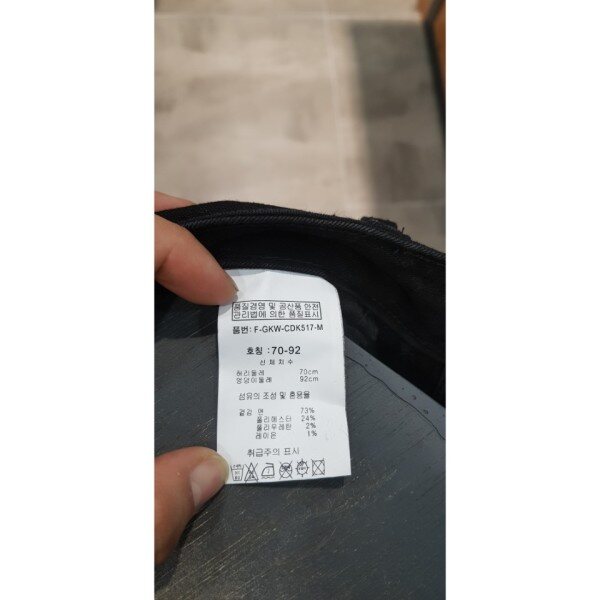 품질경영 및 공산품 안전
관리법에 의한 품질표시
품번: F-GKW-CDK517-M
호칭 :70-92
신 체 치 수
허리둘레 70cm
엉덩이둘레 92cm
섬유의 조성 및 혼용율
겉감 면 73%
폴리에스터 24%
폴리우레탄 2%
레이온 1%
취급주의 표시